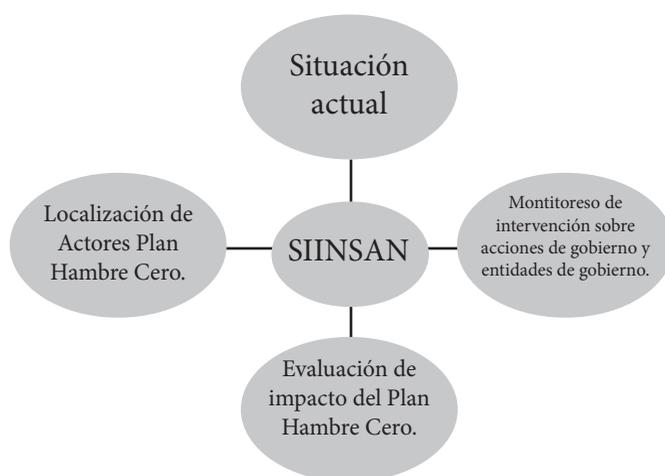 Situación
actual
Localización de
Actores Plan
Hambre Cero.
SIINSAN
Montitoreso de
intervención sobre
acciones de gobierno y
entidades de gobierno.
Evaluación de
impacto del Plan
Hambre Cero.